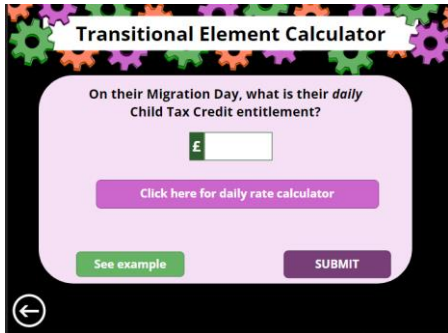 Transitional Element Calculator
On their Migration Day, what is their daily
Child Tax Credit entitlement?
£
Click here for daily rate calculator
See example
SUBMIT